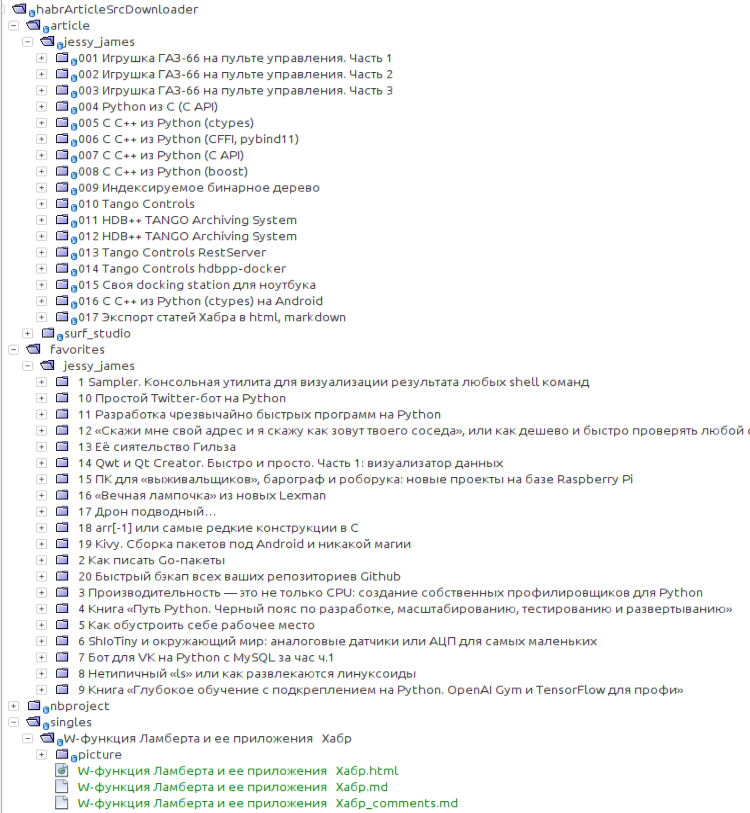 habrArticleSrcDownloader
article
jessy_james
001 Игрушка ГАЗ-66 на пульте управления. Часть 1
002 Игрушка ГАЗ-66 на пульте управления. Часть 2
003 Игрушка ГАЗ-66 на пульте управления. Часть 3
004 Python из C (C API)
005 C C++ из Python (ctypes)
006 C C++ из Python (CFFI, pybind11)
007 C C++ из Python (C API)
008 C C++ из Python (boost)
009 Индексируемое бинарное дерево
010 Tango Controls
011 HDB++ TANGO Archiving System
012 HDB++ TANGO Archiving System
013 Tango Controls RestServer
014 Tango Controls hdbpp-docker
015 Своя docking station для ноутбука
016 C C++ из Python (ctypes) на Android
017 Экспорт статей Хабра в html, markdown
surf_studio
favorites
jessy_james
1 Sampler. Консольная утилита для визуализации результата любых shell команд
10 Простой Twitter-бот на Python
11 Разработка чрезвычайно быстрых программ на Python
12 «Скажи мне свой адрес и я скажу как зовут твоего соседа», или как дешево и быстро проверять любой
13 Её сиятельство Гильза
14 Qwt и Qt Creator. Быстро и просто. Часть 1: визуализатор данных
15 ПК для «выживальщиков», барограф и роборука: новые проекты на базе Raspberry Pi
16 «Вечная лампочка» из новых Lexman
17 Дрон подводный…
18 arr[-1] или самые редкие конструкции в C
19 Kivy. Сборка пакетов под Android и никакой магии
2 Как писать Go-пакеты
20 Быстрый бэкап всех ваших репозиториев Github
3 Производительность — это не только CPU: создание собственных профилировщиков для Python
4 Книга «Путь Python. Черный пояс по разработке, масштабированию, тестированию и развертыванию»
5 Как обустроить себе рабочее место
6 ShIoTiny и окружающий мир: аналоговые датчики или АЦП для самых маленьких
7 Бот для VK на Python с MySQL за час ч.1
8 Нетипичный «ls» или как развлекаются линуксоиды
9 Книга «Глубокое обучение с подкреплением на Python. OpenAI Gym и TensorFlow для профи»
nbproject
singles
W-функция Ламберта и ее приложения Хабр
picture
W-функция Ламберта и ее приложения Хабр.html
W-функция Ламберта и ее приложения Хабр.md
W-функция Ламберта и ее приложения Хабр_comments.md